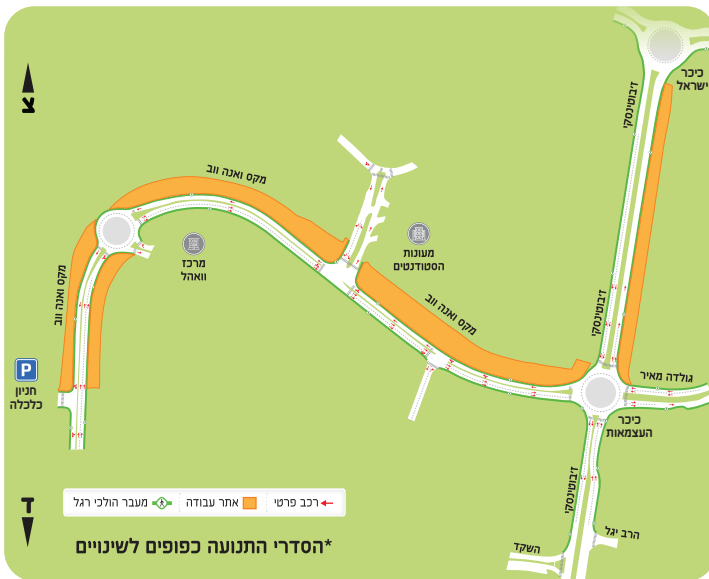 כיכר
ישראל
ז'בוטינסקי
צ
מקס ואנה ווב
מעונות
הסטודנטים
מרכז
וואהל
מקס ואנה ווב
מקס ואנה ווב
ז'בוטינסקי
P
חניון
כלכלה
גולדה מאיר
כיכר
העצמאות
ז'בוטינסקי
ד
רכב פרטי
אתר עבודה
מעבר הולכי רגל
הרב יגל
השקד
*הסדרי התנועה כפופים לשינויים